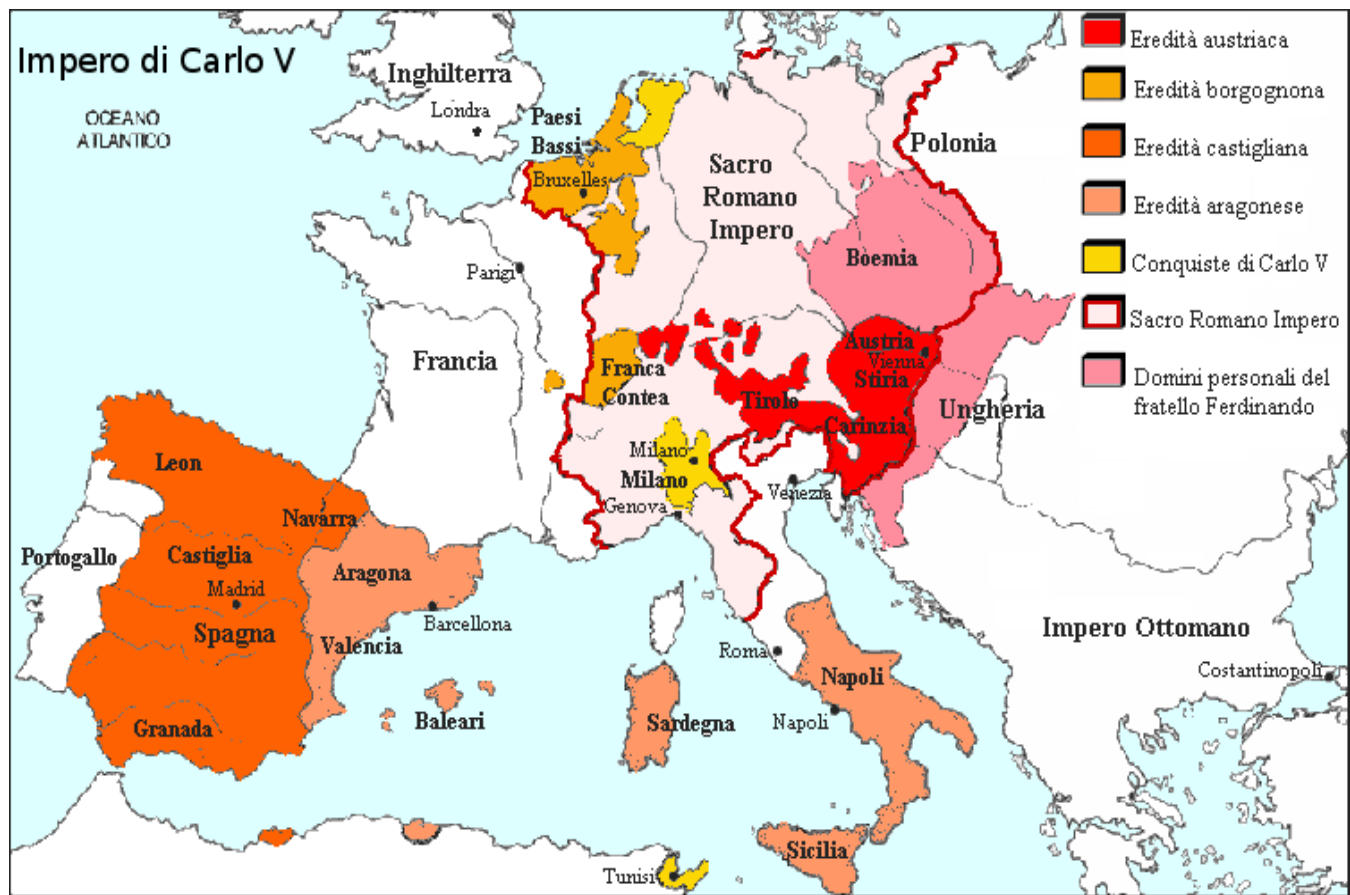 Impero di Carlo V
OCEANO
ATLANTICO
Inghilterra
Londra
Paesi
Bassi
Bruxelles
Sacro
Romano
Impero
Polonia
Parigi
Boemia
Francia
Franca
Contea
Austria
Vienna
Stiria
Tirolo
Carinzia
Ungheria
Milano
Milano
Genova
Venezia
Leon
Navarra
Portogallo
Castiglia
Madrid
Spagna
Aragona
Barcellona
Valencia
Granada
Baleari
Sardegna
Roma
Napoli
Napoli
Impero Ottomano
Costantinopoli
Sicilia
Tunisi
Eredità austriaca
Eredità borgognona
Eredità castigliana
Eredità aragonese
Conquiste di Carlo V
Sacro Romano Impero
Domini personali del
fratello Ferdinando